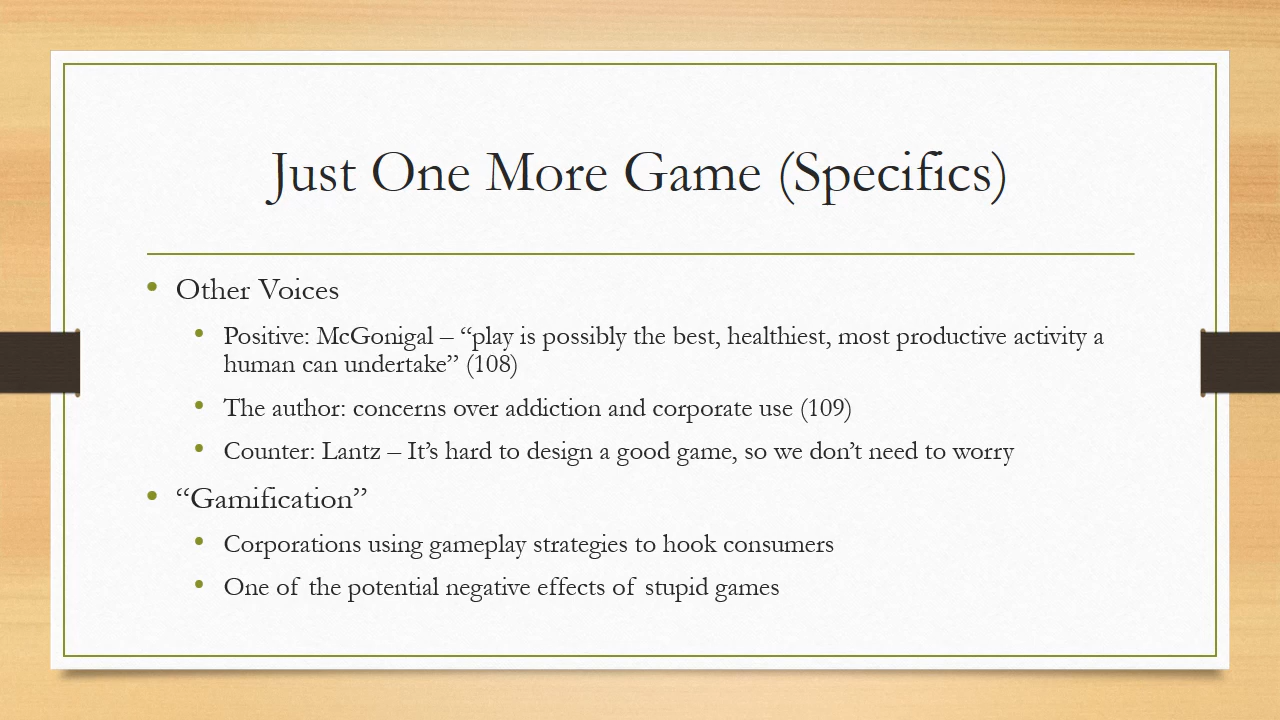 Just One More Game (Specifics)
• Other Voices
• Positive: McGonigal – “play is possibly the best, healthiest, most productive activity a
human can undertake” (108)
• The author: concerns over addiction and corporate use (109)
• Counter: Lantz – It’s hard to design a good game, so we don’t need to worry
• “Gamification”
• Corporations using gameplay strategies to hook consumers
• One of the potential negative effects of stupid games